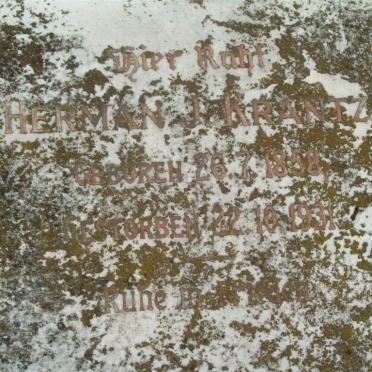 Hier Ruht
HERMAN J KRANTZ
GEBOREN 26.7.1858,
GESTORBEN 22.10.1931.
Ruhe in Frieden